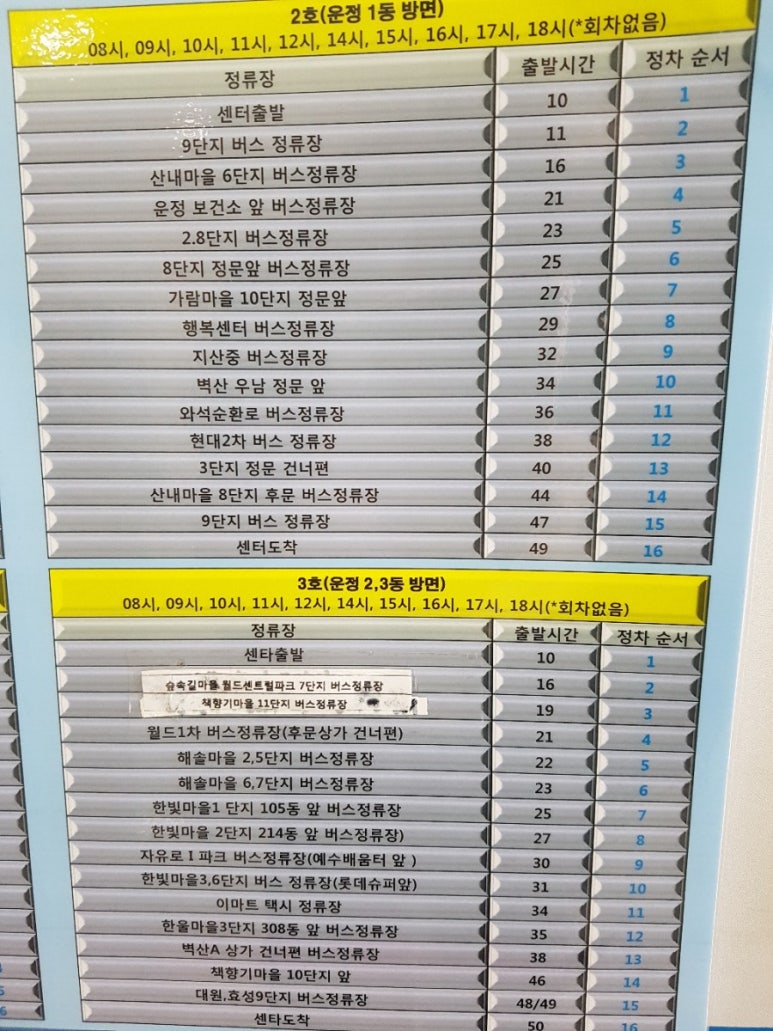 2호(운정 1동 방면)
08시, 09시, 10시, 11시, 12시, 14시, 15시, 16시, 17시, 18시(*회차없음)
정류장 출발시간 정차 순서
센터출발 10 1
9단지 버스 정류장 11 2
산내마을 6단지 버스정류장 16 3
운정 보건소 앞 버스정류장 21 4
2.8단지 버스정류장 23 5
8단지 정문앞 버스정류장 25 6
가람마을 10단지 정문앞 27 7
행복센터 버스정류장 29 8
지산중 버스정류장 32 9
벽산 우남 정문 앞 34 10
와석순환로 버스정류장 36 11
현대2차 버스 정류장 38 12
3단지 정문 건너편 40 13
산내마을 8단지 후문 버스정류장 44 14
9단지 버스 정류장 47 15
센터도착 49 16
3호(운정 2,3동 방면)
08시, 09시, 10시, 11시, 12시, 14시, 15시, 16시, 17시, 18시(*회차없음)
정류장 출발시간 정차 순서
센타출발 10 1
숲속길마을 월드센트럴파크 7단지 버스정류장 16 2
책향기마을 11단지 버스정류장 19 3
월드1차 버스정류장(후문상가 건너편) 21 4
해솔마을 2,5단지 버스정류장 22 5
해솔마을 6,7단지 버스정류장 23 6
한빛마을1 단지 105동 앞 버스정류장 25 7
한빛마을 2단지 214동 앞 버스정류장) 27 8
자유로 I 파크 버스정류장(예수배움터 앞 ) 30 9
한빛마을3,6단지 버스 정류장(롯데슈퍼앞) 31 10
이마트 택시 정류장 34 11
한울마을3단지 308동 앞 버스정류장 35 12
벽산A 상가 건너편 버스정류장 38 13
책향기마을 10단지 앞 46 14
대원,효성9단지 버스정류장 48/49 15
센타도착 50 16